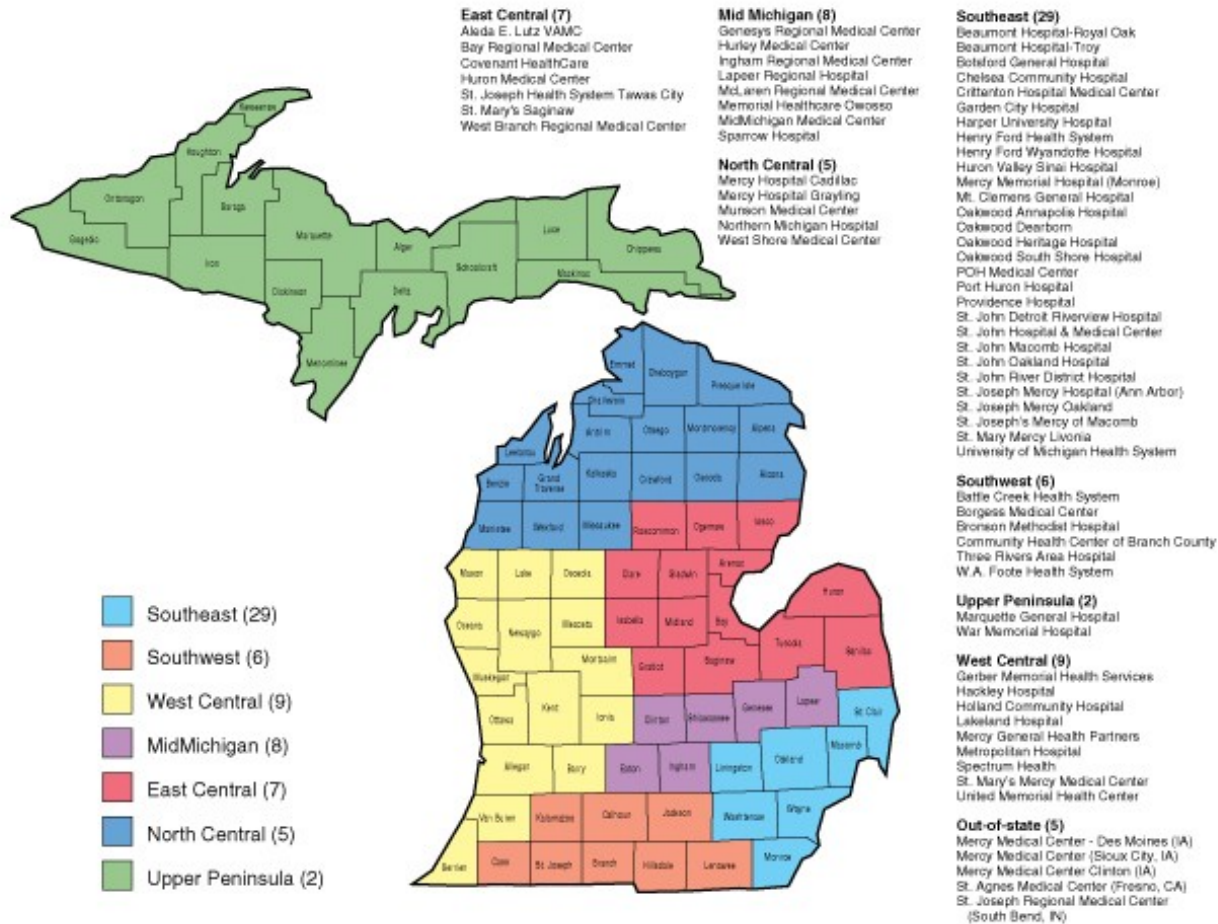 East Central (7)
Aleda E. Lutz VAMC
Bay Regional Medical Center
Covenant HealthCare
Huron Medical Center
St. Joseph Health System Tawas City
St. Mary's Saginaw
West Branch Regional Medical Center
Mid Michigan (8)
Genesys Regional Medical Center
Hurley Medical Center
Ingham Regional Medical Center
Lapeer Regional Hospital
McLaren Regional Medical Center
Memorial Healthcare Owosso
MidMichigan Medical Center
Sparrow Hospital
North Central (5)
Mercy Hospital Cadillac
Mercy Hospital Grayling
Munson Medical Center
Northern Michigan Hospital
West Shore Medical Center
Southeast (29)
Beaumont Hospital-Royal Oak
Beaumont Hospital-Troy
Botsford General Hospital
Chelsea Community Hospital
Crittenton Hospital Medical Center
Garden City Hospital
Harper University Hospital
Henry Ford Health System
Henry Ford Wyandotte Hospital
Huron Valley Sinai Hospital
Mercy Memorial Hospital (Monroe)
Mt. Clemens General Hospital
Oakwood Annapolis Hospital
Oakwood Dearborn
Oakwood Heritage Hospital
Oakwood South Shore Hospital
POH Medical Center
Port Huron Hospital
Providence Hospital
St. John Detroit Riverview Hospital
St. John Hospital & Medical Center
St. John Macomb Hospital
St. John Oakland Hospital
St. John River District Hospital
St. Joseph Mercy Hospital (Ann Arbor)
St. Joseph Mercy Oakland
St. Joseph's Mercy of Macomb
St. Mary Mercy Livonia
University of Michigan Health System
Southwest (6)
Battle Creek Health System
Borgess Medical Center
Bronson Methodist Hospital
Community Health Center of Branch County
Three Rivers Area Hospital
W.A. Foote Health System
Upper Peninsula (2)
Marquette General Hospital
War Memorial Hospital
West Central (9)
Gerber Memorial Health Services
Hackley Hospital
Holland Community Hospital
Lakeland Hospital
Mercy General Health Partners
Metropolitan Hospital
Spectrum Health
St. Mary's Mercy Medical Center
United Memorial Health Center
Out-of-state (5)
Mercy Medical Center - Des Moines (IA)
Mercy Medical Center (Sioux City, IA)
Mercy Medical Center Clinton (IA)
St. Agnes Medical Center (Fresno, CA)
St. Joseph Regional Medical Center
(South Bend, IN)
Houghton
Ontonagon
Baraga
Marquette
Iron
Alger
Luce
Chippewa
Schoolcraft
Dickinson
Delta
Menominee
Emmet
Cheboygan
Presque Isle
Antrim
Otsego
Montmorency
Alpena
Leelanau
Benzie
Grand
Traverse
Kalkaska
Crawford
Oscoda
Alcona
Manistee
Wexford
Missaukee
Roscommon
Ogemaw
Iosco
Mason
Lake
Osceola
Clare
Gladwin
Arenac
Huron
Oceana
Newaygo
Mecosta
Isabella
Midland
Bay
Tuscola
Muskegon
Montcalm
Gratiot
Saginaw
Ottawa
Kent
Ionia
Clinton
Shiawassee
Genesee
Lapeer
St. Clair
Allegan
Barry
Eaton
Ingham
Livingston
Oakland
Macomb
Van Buren
Kalamazoo
Calhoun
Jackson
Washtenaw
Wayne
Berrien
Cass
St. Joseph
Branch
Hillsdale
Lenawee
Monroe
Southeast (29)
Southwest (6)
West Central (9)
MidMichigan (8)
East Central (7)
North Central (5)
Upper Peninsula (2)